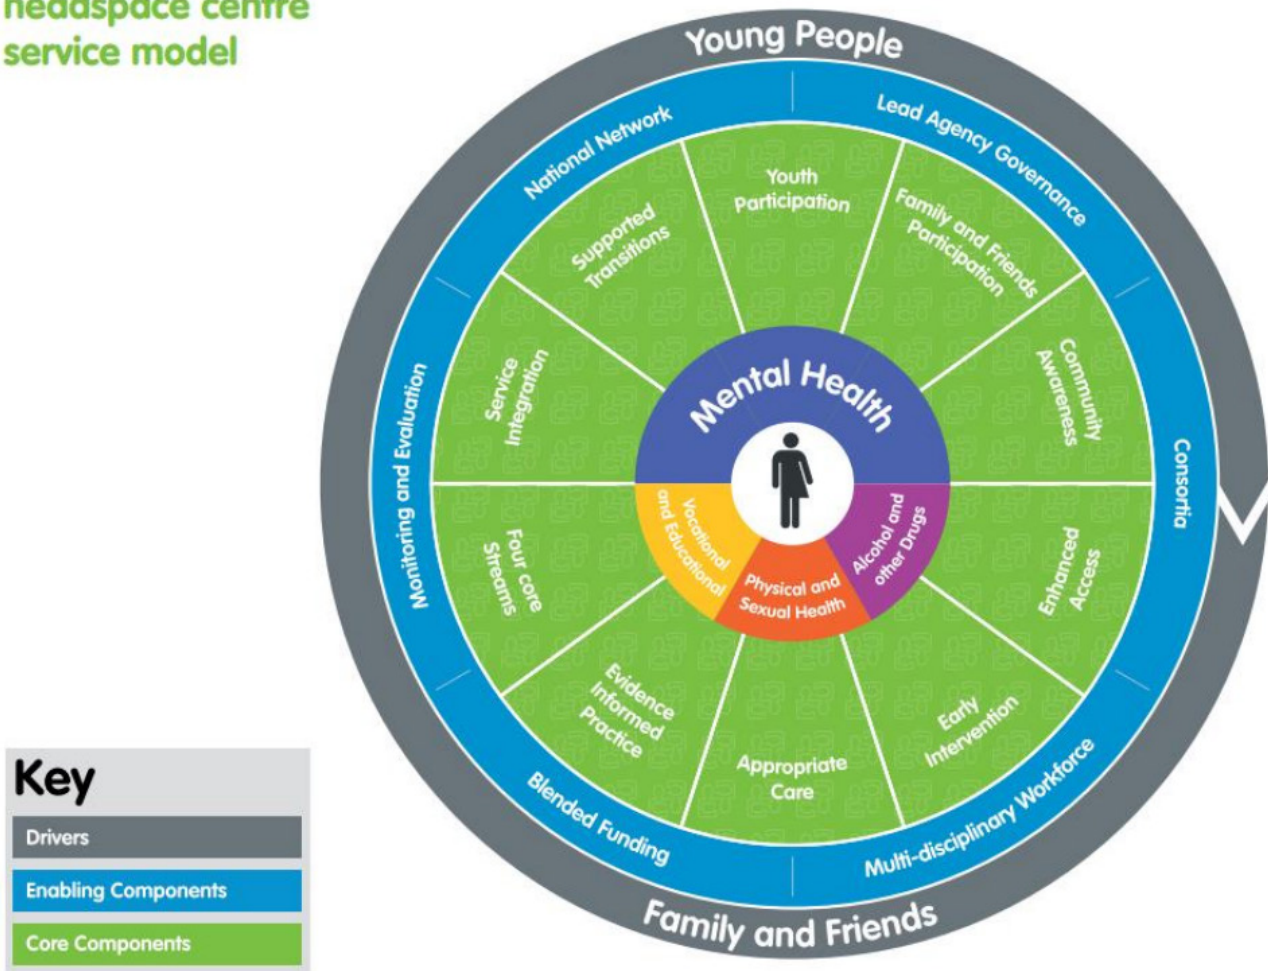 headspace centre
service model
Young People
National Network
Lead Agency Governance
Youth
Participation
Supported
Transitions
Family and Friends
Participation
Service
Integration
Community
Awareness
Monitoring and Evaluation
Consortia
Mental Health
Vocational
and Educational
Physical and
Sexual Health
Alcohol and
other Drugs
Four core
Streams
Enhanced
Access
Evidence
Informed
Practice
Appropriate
Care
Early
Intervention
Blended Funding
Multi-disciplinary Workforce
Family and Friends
Key
Drivers
Enabling Components
Core Components